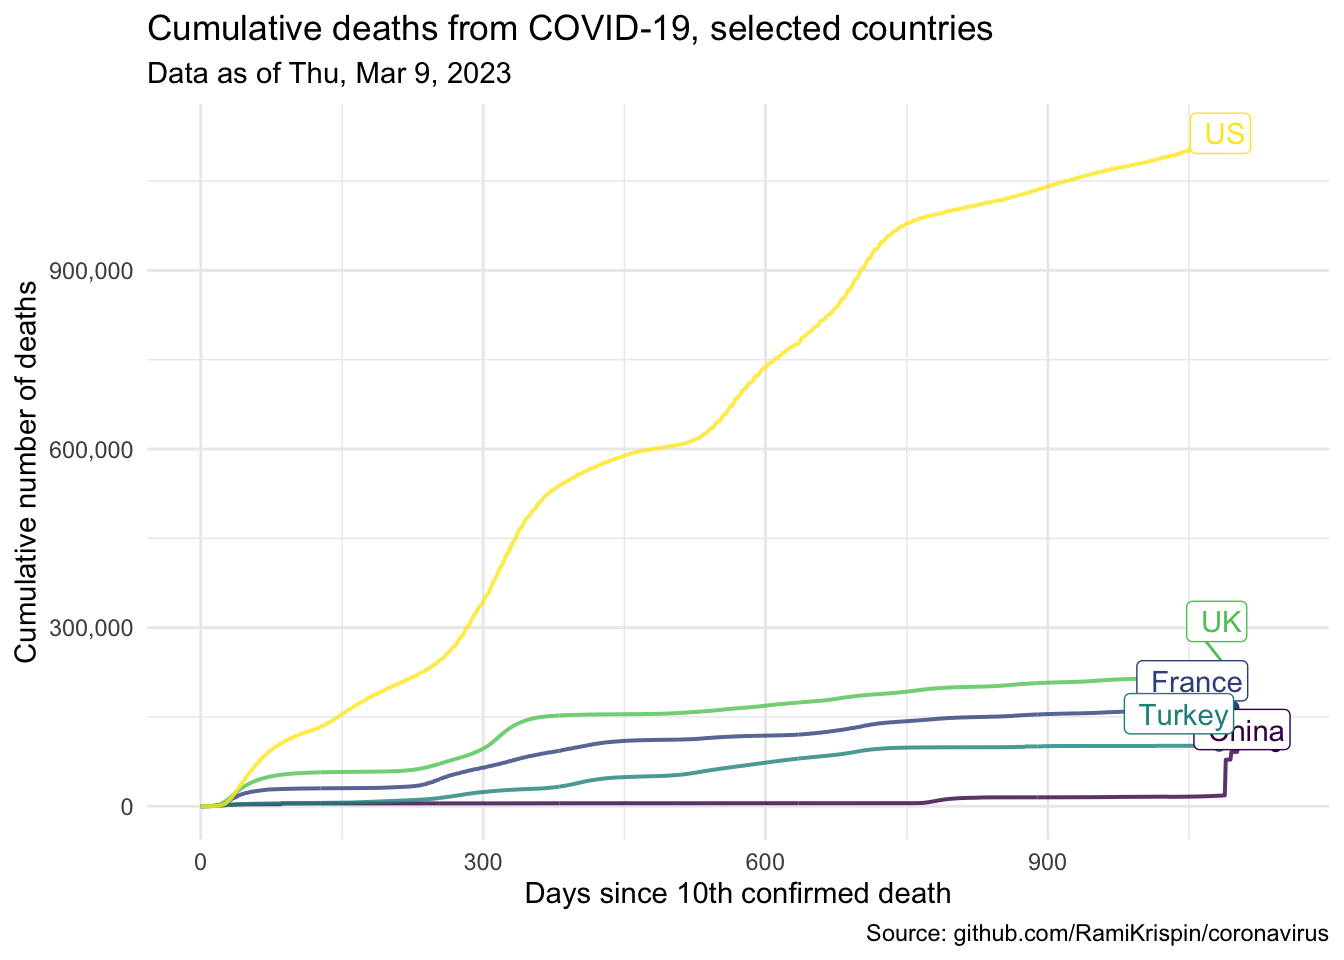 Cumulative deaths from COVID-19, selected countries
Data as of Thu, Mar 9, 2023
US
900,000
600,000
Cumulative number of deaths
300,000
UK
France
Turkey
China
0
0 300 600 900
Days since 10th confirmed death
Source: github.com/RamiKrispin/coronavirus